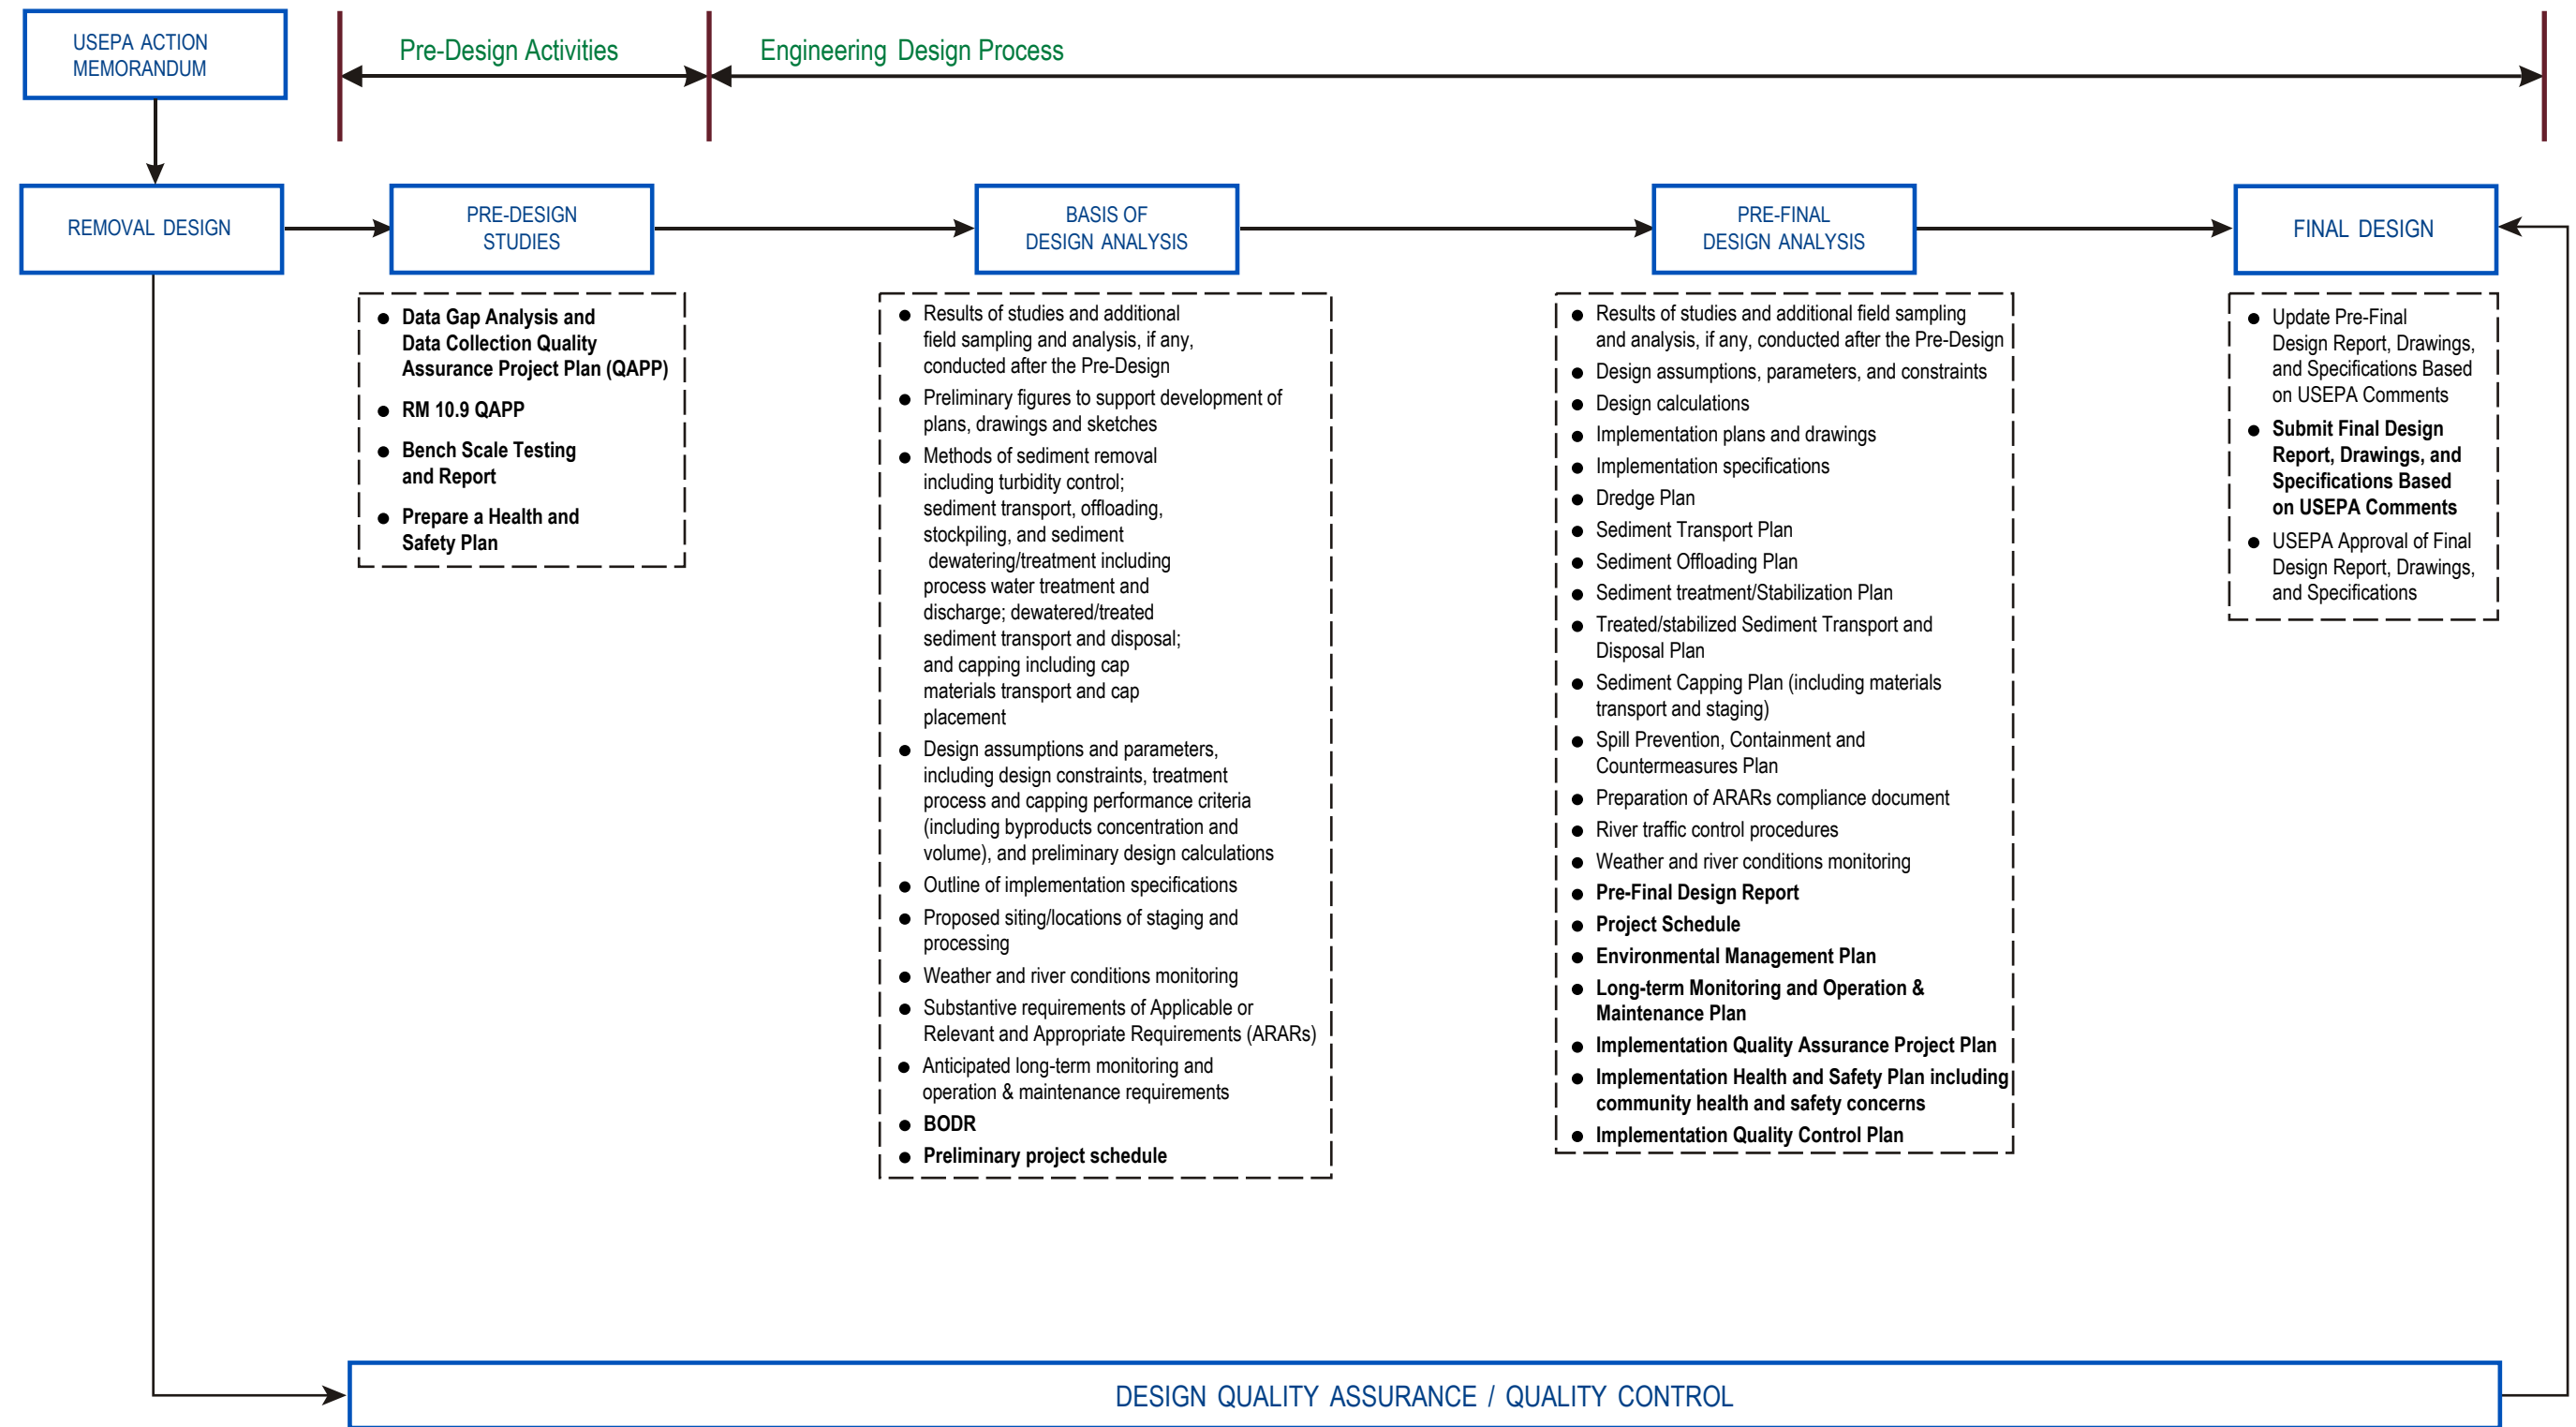 USEPA ACTION
MEMORANDUM
Pre-Design Activities
Engineering Design Process
REMOVAL DESIGN
PRE-DESIGN
STUDIES
BASIS OF
DESIGN ANALYSIS
PRE-FINAL
DESIGN ANALYSIS
FINAL DESIGN
● Data Gap Analysis and
Data Collection Quality
Assurance Project Plan (QAPP)
● RM 10.9 QAPP
● Bench Scale Testing
and Report
● Prepare a Health and
Safety Plan
● Results of studies and additional
field sampling and analysis, if any,
conducted after the Pre-Design
● Preliminary figures to support development of
plans, drawings and sketches
● Methods of sediment removal
including turbidity control;
sediment transport, offloading,
stockpiling, and sediment
dewatering/treatment including
process water treatment and
discharge; dewatered/treated
sediment transport and disposal;
and capping including cap
materials transport and cap
placement
● Design assumptions and parameters,
including design constraints, treatment
process and capping performance criteria
(including byproducts concentration and
volume), and preliminary design calculations
● Outline of implementation specifications
● Proposed siting/locations of staging and
processing
● Weather and river conditions monitoring
● Substantive requirements of Applicable or
Relevant and Appropriate Requirements (ARARs)
● Anticipated long-term monitoring and
operation & maintenance requirements
● BODR
● Preliminary project schedule
● Results of studies and additional field sampling
and analysis, if any, conducted after the Pre-Design
● Design assumptions, parameters, and constraints
● Design calculations
● Implementation plans and drawings
● Implementation specifications
● Dredge Plan
● Sediment Transport Plan
● Sediment Offloading Plan
● Sediment treatment/Stabilization Plan
● Treated/stabilized Sediment Transport and
Disposal Plan
● Sediment Capping Plan (including materials
transport and staging)
● Spill Prevention, Containment and
Countermeasures Plan
● Preparation of ARARs compliance document
● River traffic control procedures
● Weather and river conditions monitoring
● Pre-Final Design Report
● Project Schedule
● Environmental Management Plan
● Long-term Monitoring and Operation &
Maintenance Plan
● Implementation Quality Assurance Project Plan
● Implementation Health and Safety Plan including
community health and safety concerns
● Implementation Quality Control Plan
● Update Pre-Final
Design Report, Drawings,
and Specifications Based
on USEPA Comments
● Submit Final Design
Report, Drawings, and
Specifications Based
on USEPA Comments
● USEPA Approval of Final
Design Report, Drawings,
and Specifications
DESIGN QUALITY ASSURANCE / QUALITY CONTROL